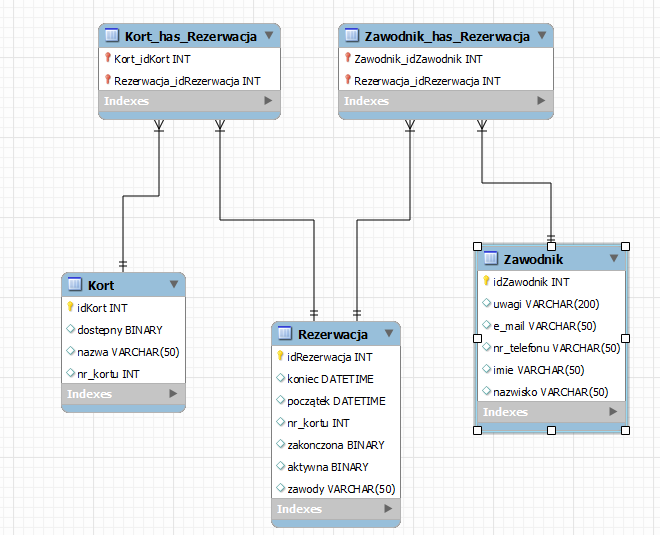 Kort_has_Rezerwacja
Kort_idKort INT
Rezerwacja_idRezerwacja INT
Indexes
Zawodnik_has_Rezerwacja
Zawodnik_idZawodnik INT
Rezerwacja_idRezerwacja INT
Indexes
Kort
idKort INT
dostepny BINARY
nazwa VARCHAR(50)
nr_kortu INT
Indexes
Rezerwacja
idRezerwacja INT
koniec DATETIME
początek DATETIME
nr_kortu INT
zakonczona BINARY
aktywna BINARY
zawody VARCHAR(50)
Indexes
Zawodnik
idZawodnik INT
uwagi VARCHAR(200)
e_mail VARCHAR(50)
nr_telefonu VARCHAR(50)
imie VARCHAR(50)
nazwisko VARCHAR(50)
Indexes